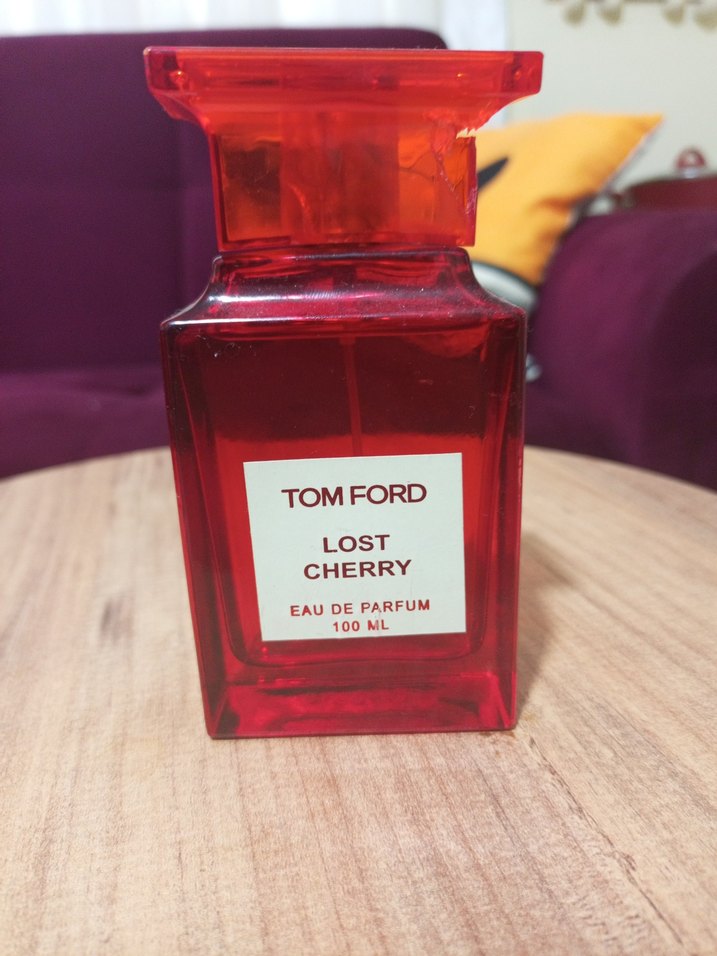 TOM FORD
LOST
CHERRY
EAU DE PARFUM
100 ML